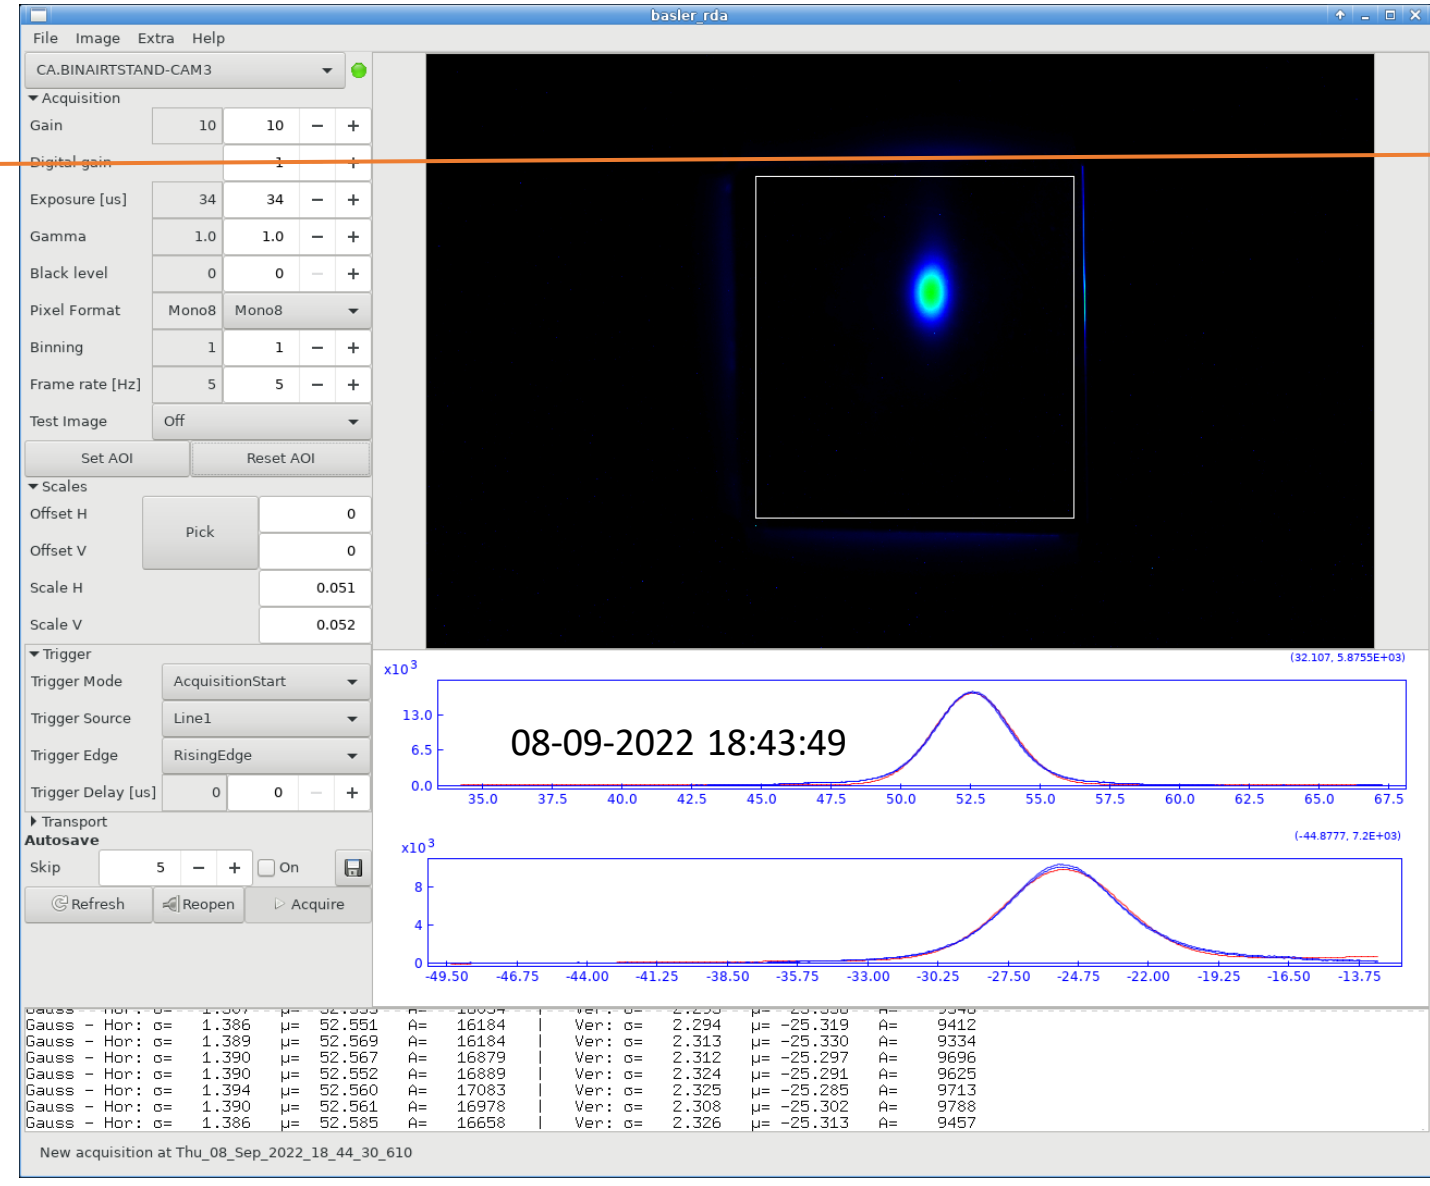 basler_rda
File Image Extra Help
CA.BINAIRTSTAND-CAM3
Acquisition
Gain 10 10 − +
Digital gain 1 +
Exposure [us] 34 34 − +
Gamma 1.0 1.0 − +
Black level 0 0 − +
Pixel Format Mono8 Mono8
Binning 1 1 − +
Frame rate [Hz] 5 5 − +
Test Image Off
Set AOI Reset AOI
Scales
Offset H 0
Pick
Offset V 0
Scale H 0.051
Scale V 0.052
Trigger
Trigger Mode AcquisitionStart
Trigger Source Line1
Trigger Edge RisingEdge
Trigger Delay [us] 0 0 − +
Transport
Autosave
Skip 5 − + On
Refresh Reopen Acquire
(32.107, 5.8755E+03)
x10³
13.0
6.5
0.0
08-09-2022 18:43:49
35.0 37.5 40.0 42.5 45.0 47.5 50.0 52.5 55.0 57.5 60.0 62.5 65.0 67.5
(-44.8777, 7.2E+03)
x10³
8
4
0
-49.50 -46.75 -44.00 -41.25 -38.50 -35.75 -33.00 -30.25 -27.50 -24.75 -22.00 -19.25 -16.50 -13.75
Gauss - Hor: σ= 1.386 μ= 52.551 A= 16184 | Ver: σ= 2.294 μ= -25.319 A= 9412
Gauss - Hor: σ= 1.389 μ= 52.569 A= 16184 | Ver: σ= 2.313 μ= -25.330 A= 9334
Gauss - Hor: σ= 1.390 μ= 52.567 A= 16879 | Ver: σ= 2.312 μ= -25.297 A= 9696
Gauss - Hor: σ= 1.390 μ= 52.552 A= 16889 | Ver: σ= 2.324 μ= -25.291 A= 9625
Gauss - Hor: σ= 1.394 μ= 52.560 A= 17083 | Ver: σ= 2.325 μ= -25.285 A= 9713
Gauss - Hor: σ= 1.390 μ= 52.561 A= 16978 | Ver: σ= 2.308 μ= -25.302 A= 9788
Gauss - Hor: σ= 1.386 μ= 52.585 A= 16658 | Ver: σ= 2.326 μ= -25.313 A= 9457
New acquisition at Thu_08_Sep_2022_18_44_30_610